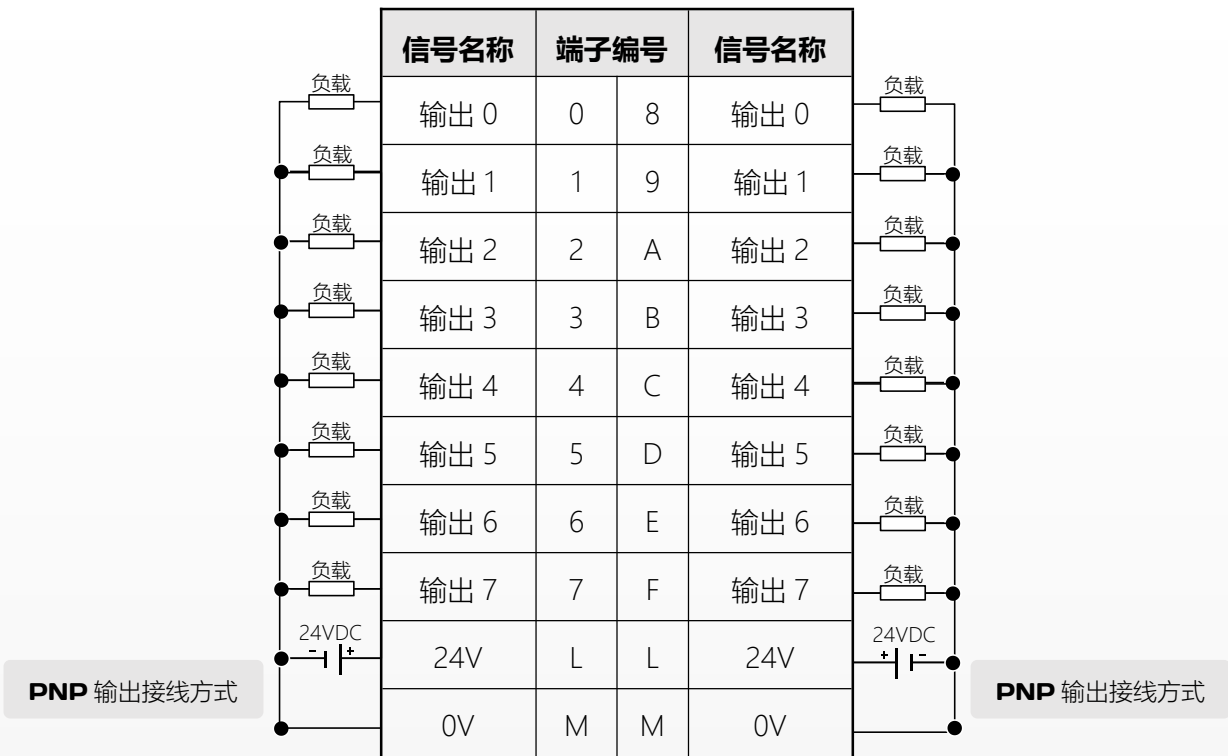 信号名称 端子编号 信号名称
负载 输出 0 0 8 输出 0 负载
负载 输出 1 1 9 输出 1 负载
负载 输出 2 2 A 输出 2 负载
负载 输出 3 3 B 输出 3 负载
负载 输出 4 4 C 输出 4 负载
负载 输出 5 5 D 输出 5 负载
负载 输出 6 6 E 输出 6 负载
负载 输出 7 7 F 输出 7 负载
24VDC 24VDC
- + 24V L L 24V + -
PNP 输出接线方式 PNP 输出接线方式
0V M M 0V